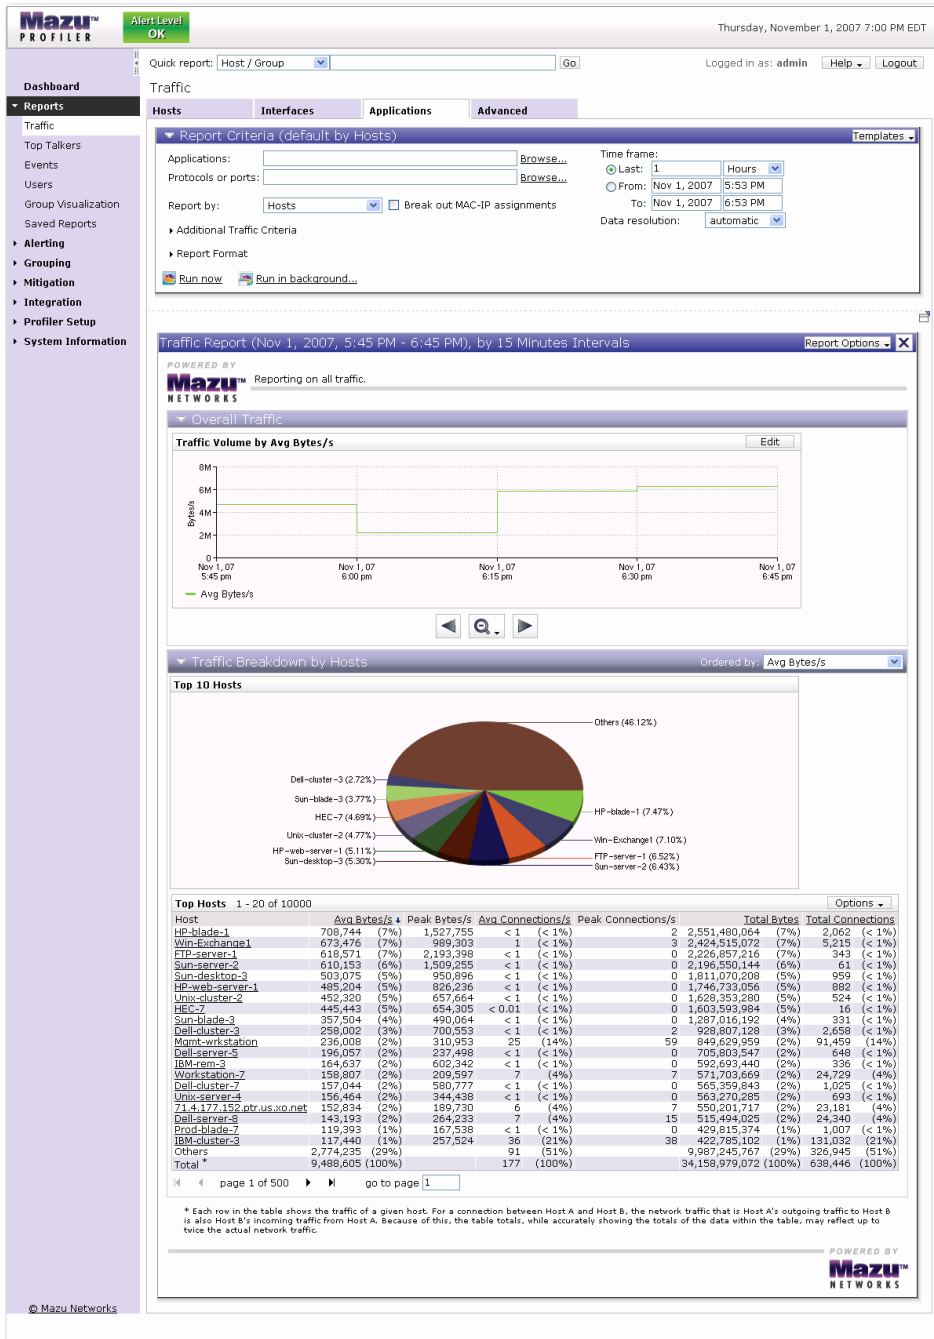 Mazu™
PROFILER
Alert Level
OK
Thursday, November 1, 2007 7:00 PM EDT
Quick report: Host / Group Go
Logged in as: admin Help Logout
Dashboard
Reports
Traffic
Top Talkers
Events
Users
Group Visualization
Saved Reports
Alerting
Grouping
Mitigation
Integration
Profiler Setup
System Information
© Mazu Networks
Traffic
Hosts Interfaces Applications Advanced
Report Criteria (default by Hosts) Templates
Applications: Browse...
Protocols or ports: Browse...
Report by: Hosts Break out MAC-IP assignments
Additional Traffic Criteria
Report Format
Run now Run in background...
Time frame:
Last: 1 Hours
From: Nov 1, 2007 5:53 PM
To: Nov 1, 2007 6:53 PM
Data resolution: automatic
Traffic Report (Nov 1, 2007, 5:45 PM - 6:45 PM), by 15 Minutes Intervals Report Options X
POWERED BY
Mazu™
NETWORKS
Reporting on all traffic.
Overall Traffic
Traffic Volume by Avg Bytes/s Edit
8M
6M
4M
2M
0
Bytes/s
Nov 1, 07 Nov 1, 07 Nov 1, 07 Nov 1, 07 Nov 1, 07
5:45 pm 6:00 pm 6:15 pm 6:30 pm 6:45 pm
Avg Bytes/s
Traffic Breakdown by Hosts Ordered by: Avg Bytes/s
Top 10 Hosts
Others (46.12%)
Dell-cluster-3 (2.72%)
Sun-blade-3 (3.77%)
HEC-7 (4.69%)
Unix-cluster-2 (4.77%)
HP-web-server-1 (5.11%)
Sun-desktop-3 (5.30%)
HP-blade-1 (7.47%)
Win-Exchange1 (7.10%)
FTP-server-1 (6.52%)
Sun-server-2 (6.43%)
Top Hosts 1 - 20 of 10000 Options
Host Avg Bytes/s Peak Bytes/s Avg Connections/s Peak Connections/s Total Bytes Total Connections
HP-blade-1 708,744 (7%) 1,527,755 < 1 (< 1%) 2 2,551,480,064 (7%) 2,062 (< 1%)
Win-Exchange1 673,476 (7%) 989,303 1 (< 1%) 3 2,424,515,072 (7%) 5,215 (< 1%)
FTP-server-1 618,571 (7%) 2,193,398 < 1 (< 1%) 0 2,226,857,216 (7%) 343 (< 1%)
Sun-server-2 610,153 (6%) 1,509,255 < 1 (< 1%) 0 2,196,550,144 (6%) 61 (< 1%)
Sun-desktop-3 503,075 (5%) 950,896 < 1 (< 1%) 0 1,811,070,208 (5%) 959 (< 1%)
HP-web-server-1 485,204 (5%) 826,236 < 1 (< 1%) 0 1,746,733,056 (5%) 882 (< 1%)
Unix-cluster-2 452,320 (5%) 657,664 < 1 (< 1%) 0 1,628,353,280 (5%) 524 (< 1%)
HEC-7 445,443 (5%) 654,305 < 0.01 (< 1%) 0 1,603,593,984 (5%) 16 (< 1%)
Sun-blade-3 357,504 (4%) 490,064 < 1 (< 1%) 0 1,287,016,192 (4%) 331 (< 1%)
Dell-cluster-3 258,002 (3%) 700,553 < 1 (< 1%) 2 928,807,128 (3%) 2,658 (< 1%)
Mgmt-wrkstation 236,008 (2%) 310,953 25 (14%) 59 849,629,959 (2%) 91,459 (14%)
Dell-server-5 196,057 (2%) 237,498 < 1 (< 1%) 0 705,803,547 (2%) 648 (< 1%)
IBM-rem-3 164,637 (2%) 602,342 < 1 (< 1%) 0 592,693,440 (2%) 336 (< 1%)
Workstation-7 158,807 (2%) 209,597 7 (4%) 0 571,703,669 (2%) 24,729 (4%)
Dell-cluster-7 157,044 (2%) 580,777 < 1 (< 1%) 0 565,359,843 (2%) 1,025 (< 1%)
Unix-server-4 156,464 (2%) 344,438 < 1 (< 1%) 0 563,270,285 (2%) 693 (< 1%)
71.4.177.152.ptr.us.xo.net 152,834 (2%) 189,730 6 (4%) 7 550,201,717 (2%) 23,181 (4%)
Dell-server-8 143,193 (2%) 264,233 7 (4%) 15 515,494,025 (2%) 24,340 (4%)
Prod-blade-7 119,393 (1%) 167,538 < 1 (< 1%) 0 429,815,374 (1%) 1,007 (< 1%)
IBM-cluster-3 117,440 (1%) 257,524 36 (21%) 38 422,785,102 (1%) 131,032 (21%)
Others 2,774,235 (29%) 91 (51%) 9,987,245,766 (29%) 326,945 (51%)
Total * 9,488,605 (100%) 177 (100%) 34,158,979,072 (100%) 638,446 (100%)
page 1 of 500 go to page 1
* Each row in the table shows the traffic of a given host. For a connection between Host A and Host B, the network traffic that is Host A's outgoing traffic to Host B
is also Host B's incoming traffic from Host A. Because of this, the table totals, while accurately showing the totals of the data within the table, may reflect up to
twice the actual network traffic.
POWERED BY
Mazu™
NETWORKS